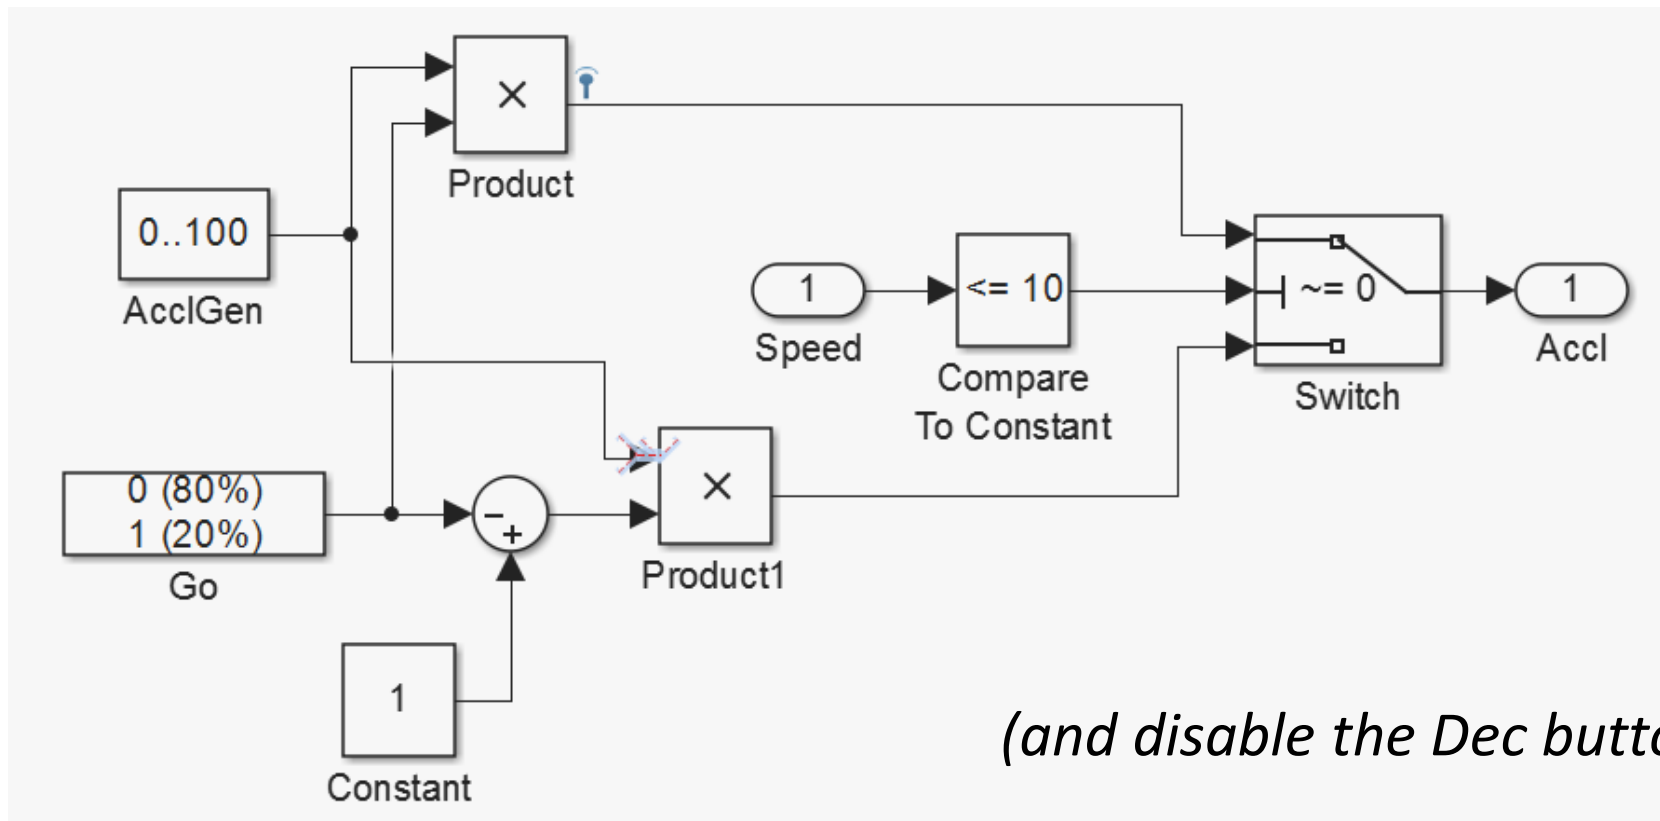 ×
Product
0..100
AcclGen
1
Speed
<= 10
Compare
To Constant
~= 0
Switch
1
Accl
0 (80%)
1 (20%)
Go
−
+
×
Product1
1
Constant
(and disable the Dec butto